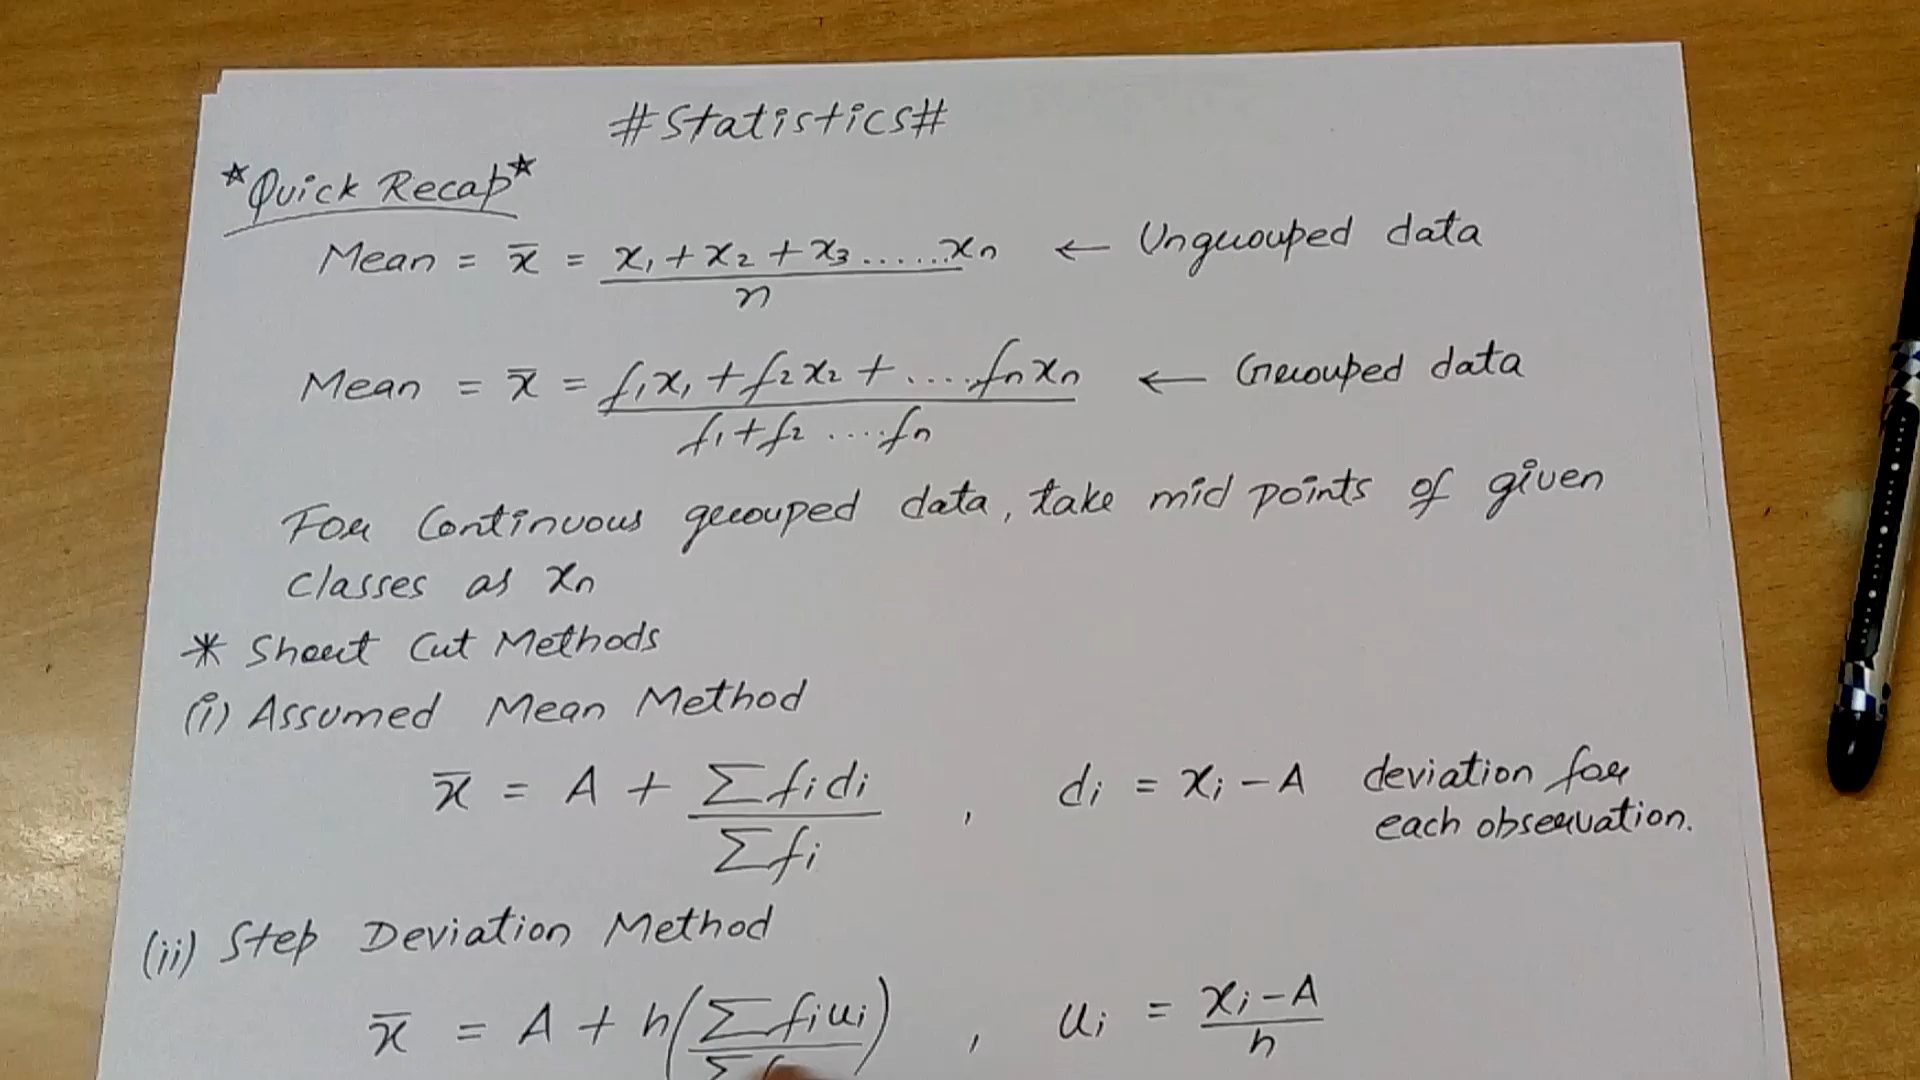 #Statistics#
*Quick Recap*
Mean = x̄ = x₁+x₂+x₃......xₙ ← Ungrouped data
n
Mean = x̄ = f₁x₁+f₂x₂+....fₙxₙ ← Grouped data
f₁+f₂....fₙ
For Continuous grouped data, take mid points of given
classes as xₙ
* Short Cut Methods
(i) Assumed Mean Method
x̄ = A + Σfidi / Σfi , di = xi-A deviation for
each observation.
(ii) Step Deviation Method
x̄ = A + h(Σfiui / Σ , ui = xi-A / h